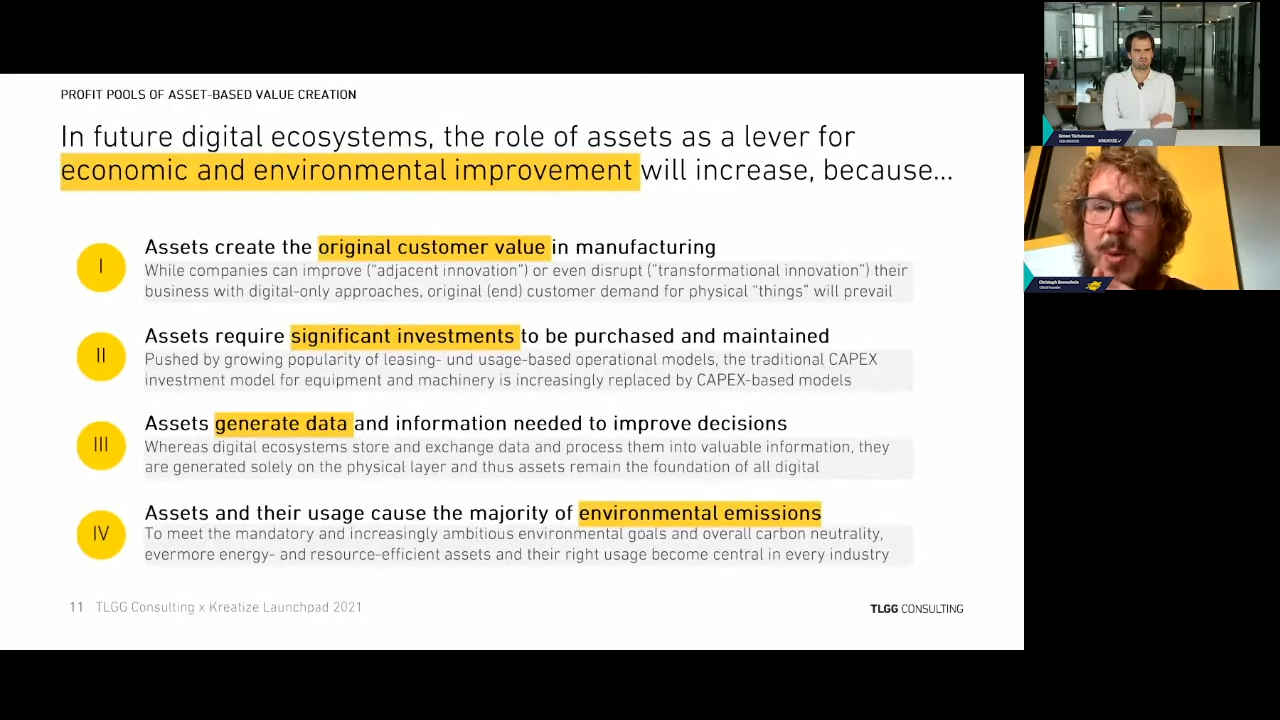 PROFIT POOLS OF ASSET-BASED VALUE CREATION
In future digital ecosystems, the role of assets as a lever for
economic and environmental improvement will increase, because...
I
Assets create the original customer value in manufacturing
While companies can improve (“adjacent innovation”) or even disrupt (“transformational innovation”) their
business with digital-only approaches, original (end) customer demand for physical “things” will prevail
II
Assets require significant investments to be purchased and maintained
Pushed by growing popularity of leasing- und usage-based operational models, the traditional CAPEX
investment model for equipment and machinery is increasingly replaced by CAPEX-based models
III
Assets generate data and information needed to improve decisions
Whereas digital ecosystems store and exchange data and process them into valuable information, they
are generated solely on the physical layer and thus assets remain the foundation of all digital
IV
Assets and their usage cause the majority of environmental emissions
To meet the mandatory and increasingly ambitious environmental goals and overall carbon neutrality,
evermore energy- and resource-efficient assets and their right usage become central in every industry
11 TLGG Consulting x Kreatize Launchpad 2021
TLGG CONSULTING
Simon Tüchelmann
CEO KREATIZE
KREATIZE
Christoph Bornschein